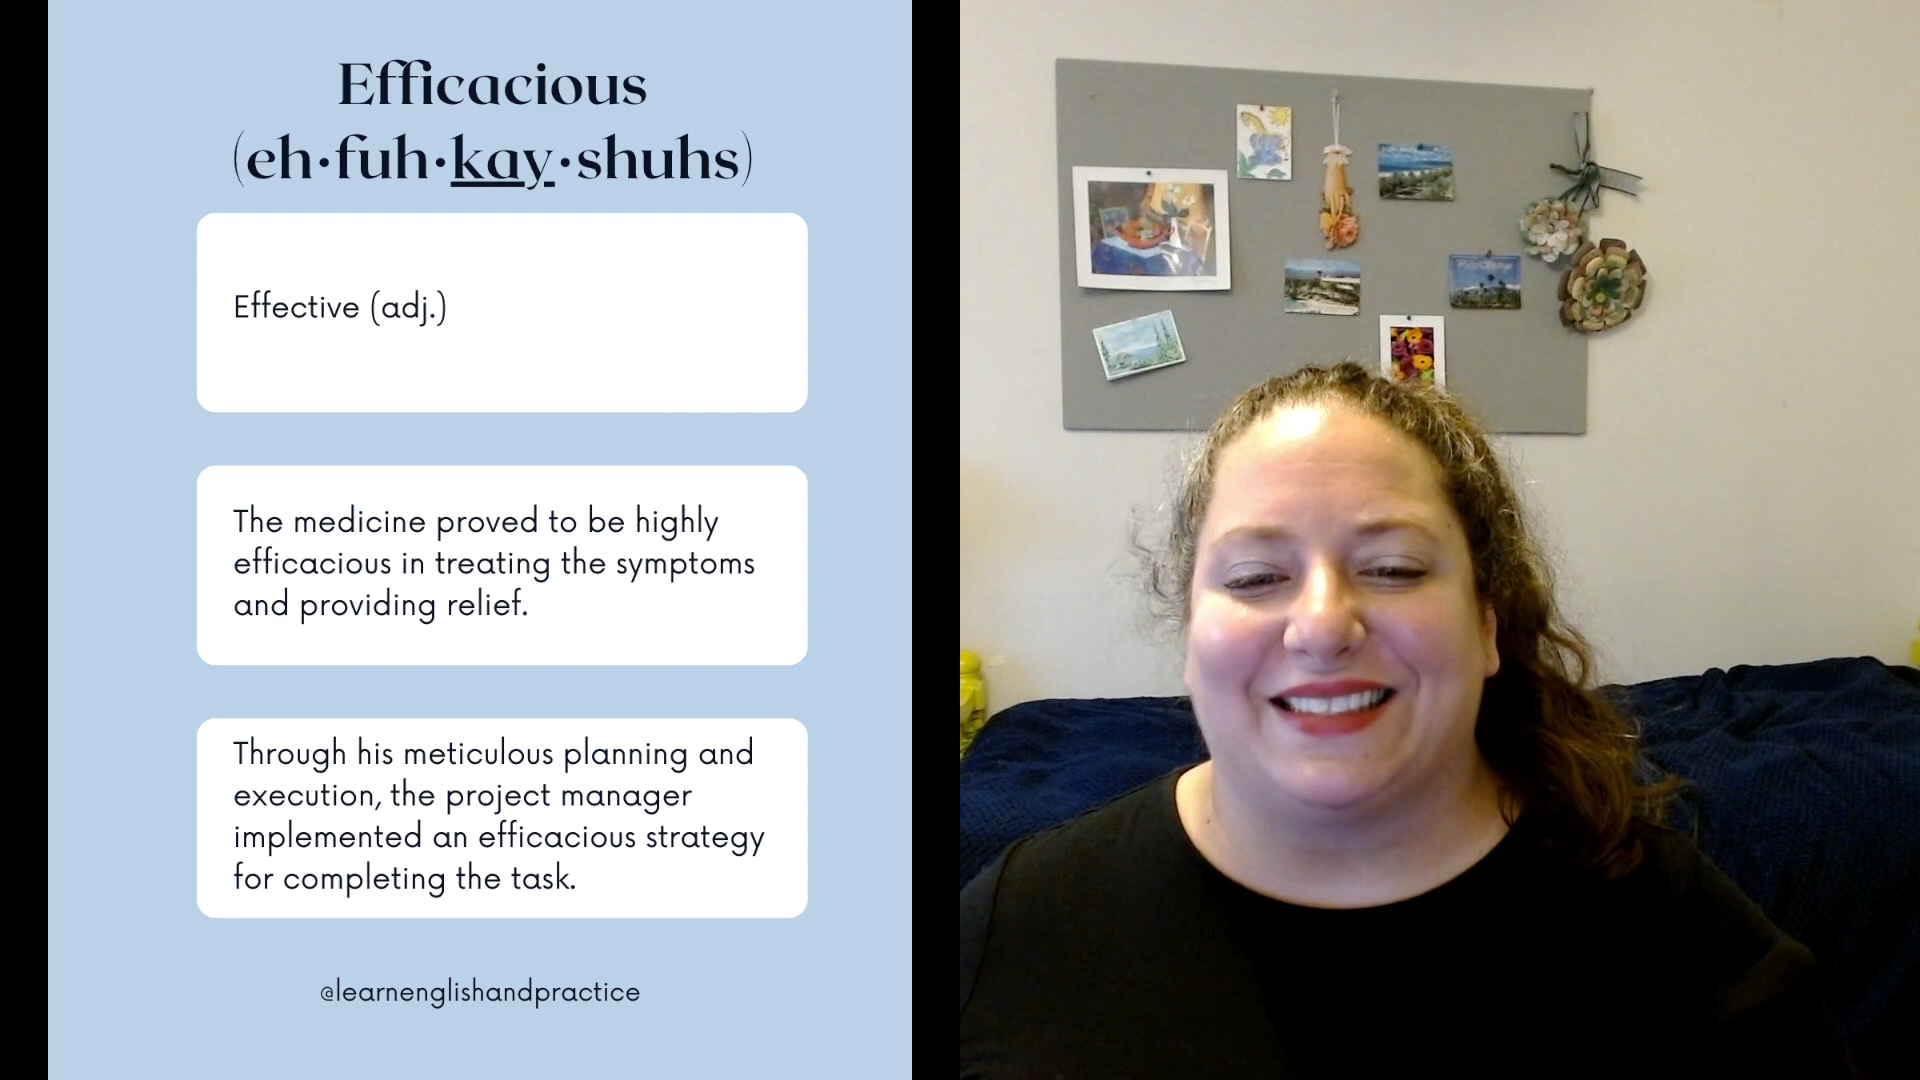 Efficacious
(eh•fuh•kay•shuhs)
Effective (adj.)
The medicine proved to be highly
efficacious in treating the symptoms
and providing relief.
Through his meticulous planning and
execution, the project manager
implemented an efficacious strategy
for completing the task.
@learnenglishandpractice